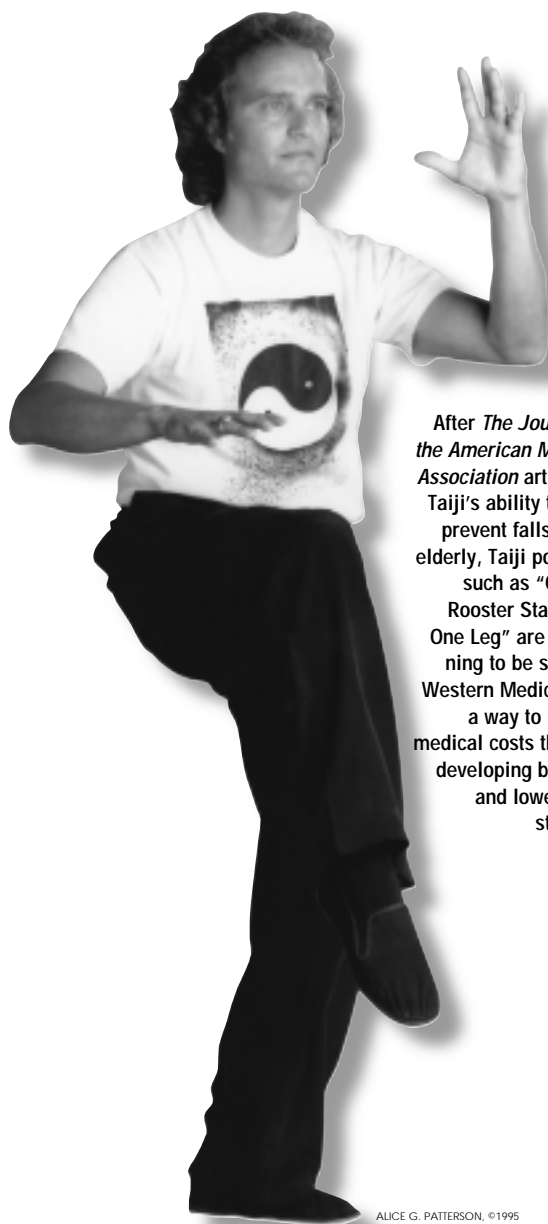 After The Jou
the American M
Association art
Taiji's ability t
prevent falls
elderly, Taiji po
such as “
Rooster Sta
One Leg” are
ning to be s
Western Medic
a way to
medical costs th
developing b
and lowe
st
ALICE G. PATTERSON, ©1995